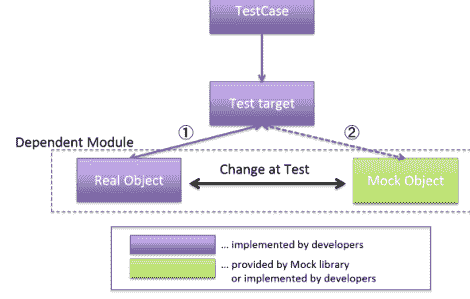 TestCase
Test target
①
②
Dependent Module
Real Object
Change at Test
Mock Object
... implemented by developers
... provided by Mock library
or implemented by developers